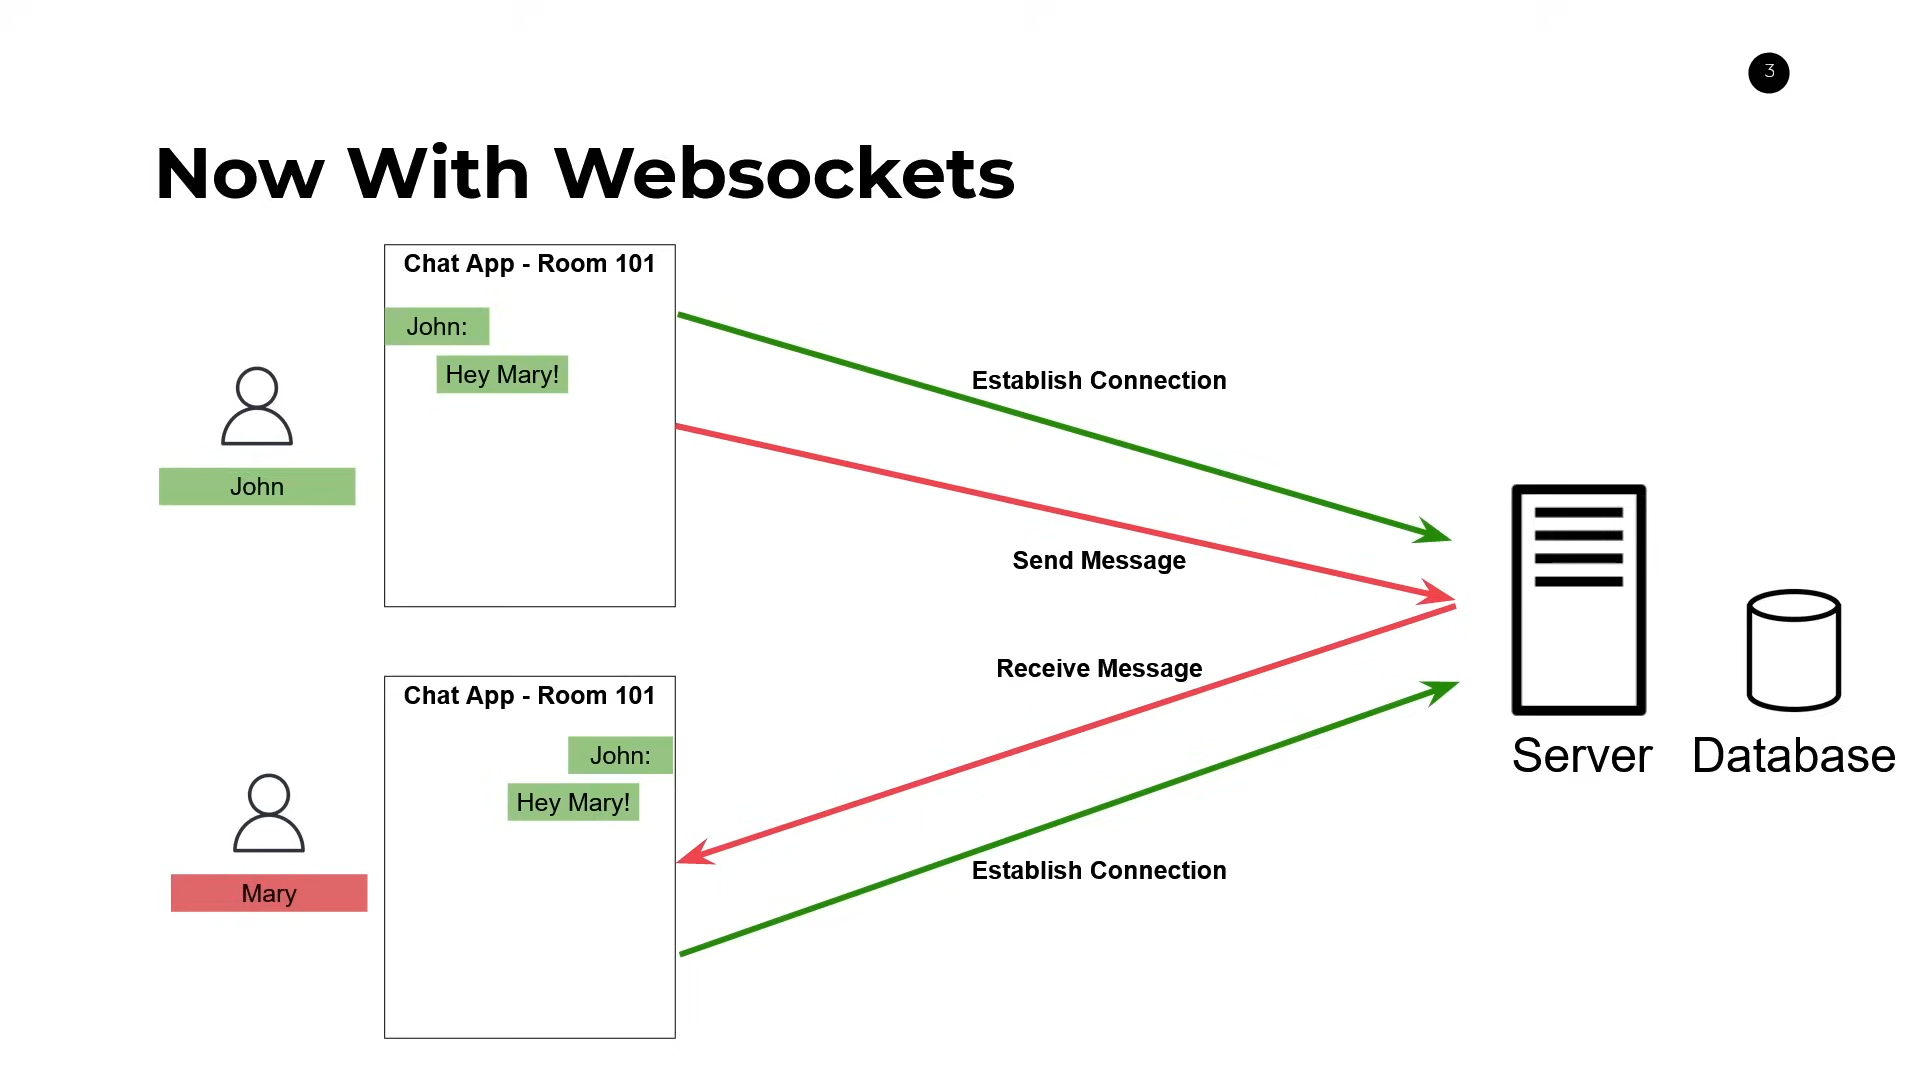 3
Now With Websockets
Chat App - Room 101
John:
Hey Mary!
John
Establish Connection
Send Message
Receive Message
Establish Connection
Chat App - Room 101
John:
Hey Mary!
Mary
Server
Database